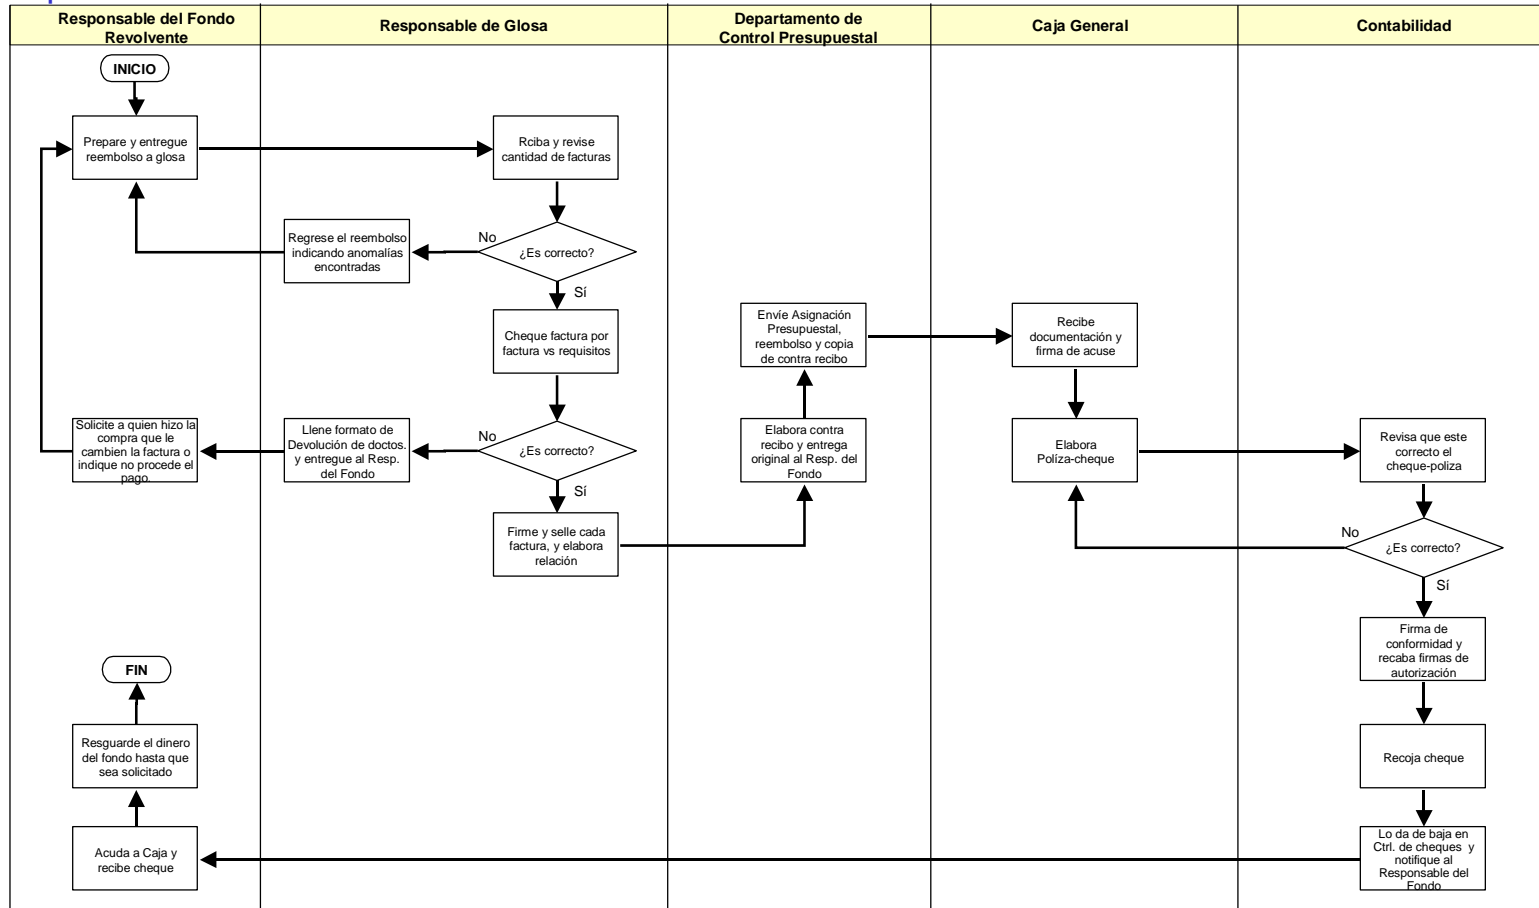 Responsable del Fondo
Revolvente
Responsable de Glosa
Departamento de
Control Presupuestal
Caja General
Contabilidad
INICIO
Prepare y entregue
reembolso a glosa
Rciba y revise
cantidad de facturas
No
¿Es correcto?
Regrese el reembolso
indicando anomalías
encontradas
Sí
Cheque factura por
factura vs requisitos
Envíe Asignación
Presupuestal,
reembolso y copia
de contra recibo
Recibe
documentación y
firma de acuse
Solicite a quien hizo la
compra que le
cambien la factura o
indique no procede el
pago.
Llene formato de
Devolución de doctos.
y entregue al Resp.
del Fondo
No
¿Es correcto?
Sí
Elabora contra
recibo y entrega
original al Resp. del
Fondo
Elabora
Políza-cheque
Revisa que este
correcto el
cheque-poliza
Firme y selle cada
factura, y elabora
relación
No
¿Es correcto?
Sí
Firma de
conformidad y
recaba firmas de
autorización
FIN
Resguarde el dinero
del fondo hasta que
sea solicitado
Recoja cheque
Acuda a Caja y
recibe cheque
Lo da de baja en
Ctrl. de cheques y
notifique al
Responsable del
Fondo